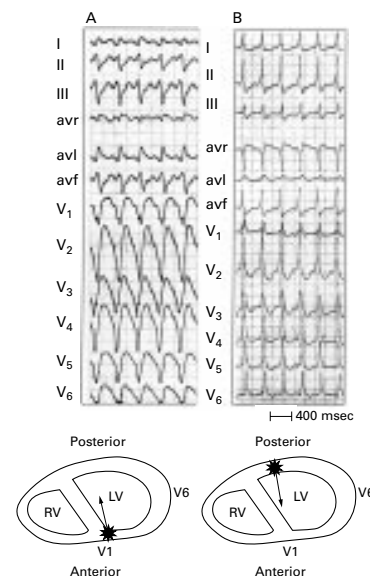 A
I
II
III
avr
avl
avf
V1
V2
V3
V4
V5
V6
B
I
II
III
avr
avl
avf
V1
V2
V3
V4
V5
V6
400 msec
Posterior
RV
LV
V6
V1
Anterior
Posterior
RV
LV
V6
V1
Anterior